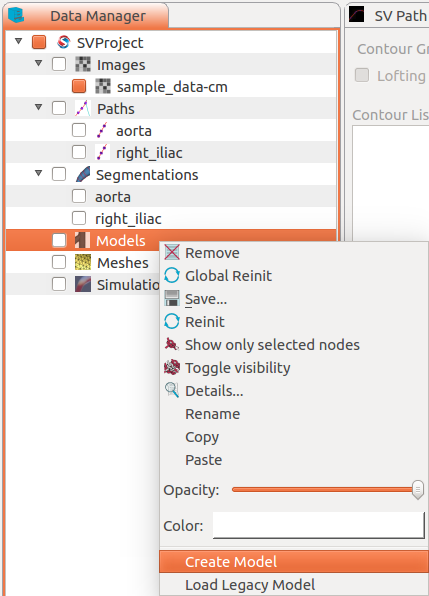 Data Manager
SV Path
SVProject
Contour Gr
Images
Lofting
sample_data-cm
Paths
Contour Lis
aorta
right_iliac
Segmentations
aorta
right_iliac
Models
Remove
Meshes
Global Reinit
Simulatio
Save...
Reinit
Show only selected nodes
Toggle visibility
Details...
Rename
Copy
Paste
Opacity:
Color:
Create Model
Load Legacy Model